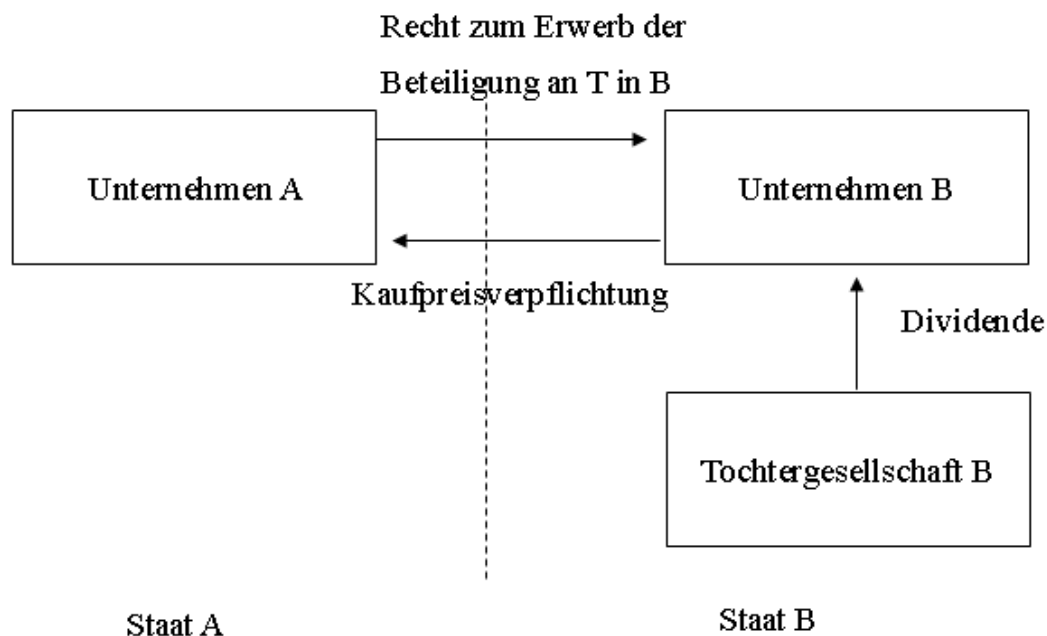 Recht zum Erwerb der
Beteiligung an T in B
Unternehmen A
Unternehmen B
Kaufpreisverpflichtung
Dividende
Tochtergesellschaft B
Staat A
Staat B